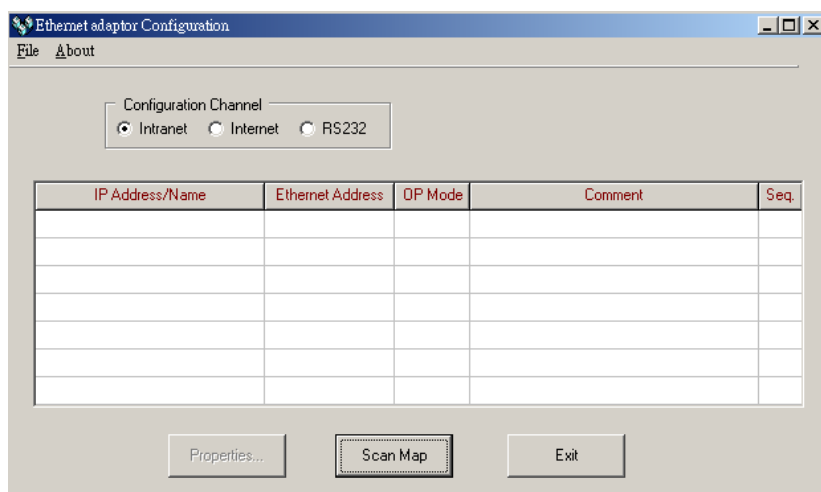 Ethernet adaptor Configuration
File About
Configuration Channel
Intranet Internet RS232
IP Address/Name Ethernet Address OP Mode Comment Seq.
Properties... Scan Map Exit